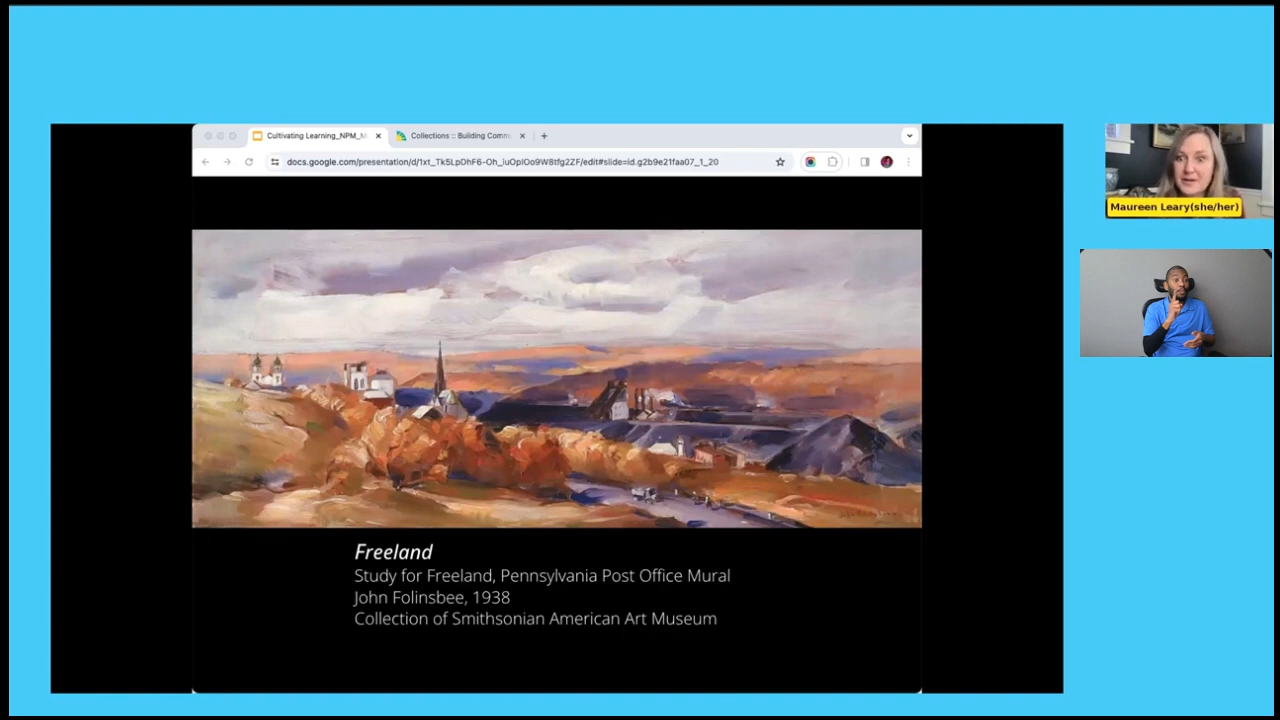 Cultivating Learning_NPM_M
Collections :: Building Commu
docs.google.com/presentation/d/1xt_Tk5LpDhF6-Oh_iuOpIOo9W8tfg2ZF/edit#slide=id.g2b9e21faa07_1_20
Maureen Leary(she/her)
Freeland
Study for Freeland, Pennsylvania Post Office Mural
John Folinsbee, 1938
Collection of Smithsonian American Art Museum